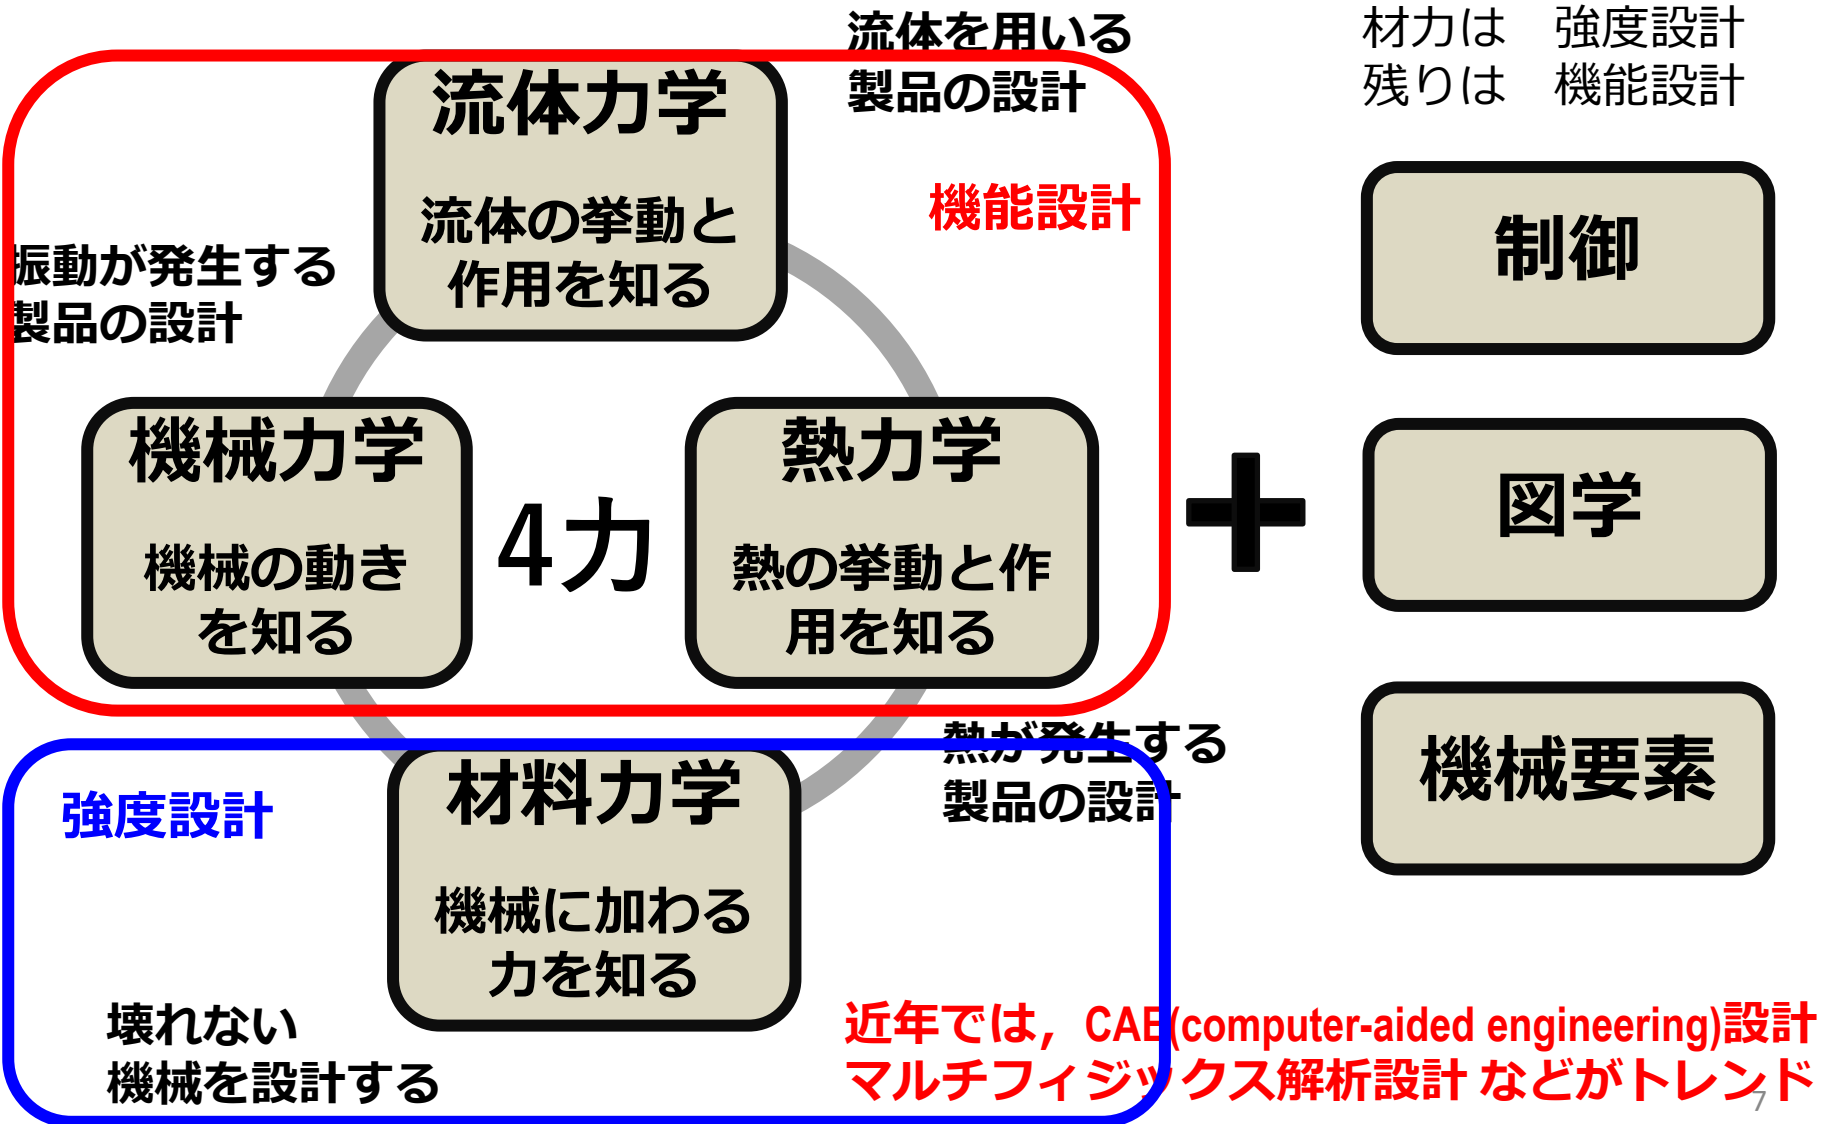 流体を用いる
製品の設計
材力は　強度設計
残りは　機能設計
流体力学
流体の挙動と
作用を知る
機能設計
制御
振動が発生する
製品の設計
機械力学
機械の動き
を知る
4力
熱力学
熱の挙動と作
用を知る
図学
熱が発生する
製品の設計
機械要素
強度設計
材料力学
機械に加わる
力を知る
壊れない
機械を設計する
近年では，CAE(computer-aided engineering)設計
マルチフィジックス解析設計 などがトレンド
7